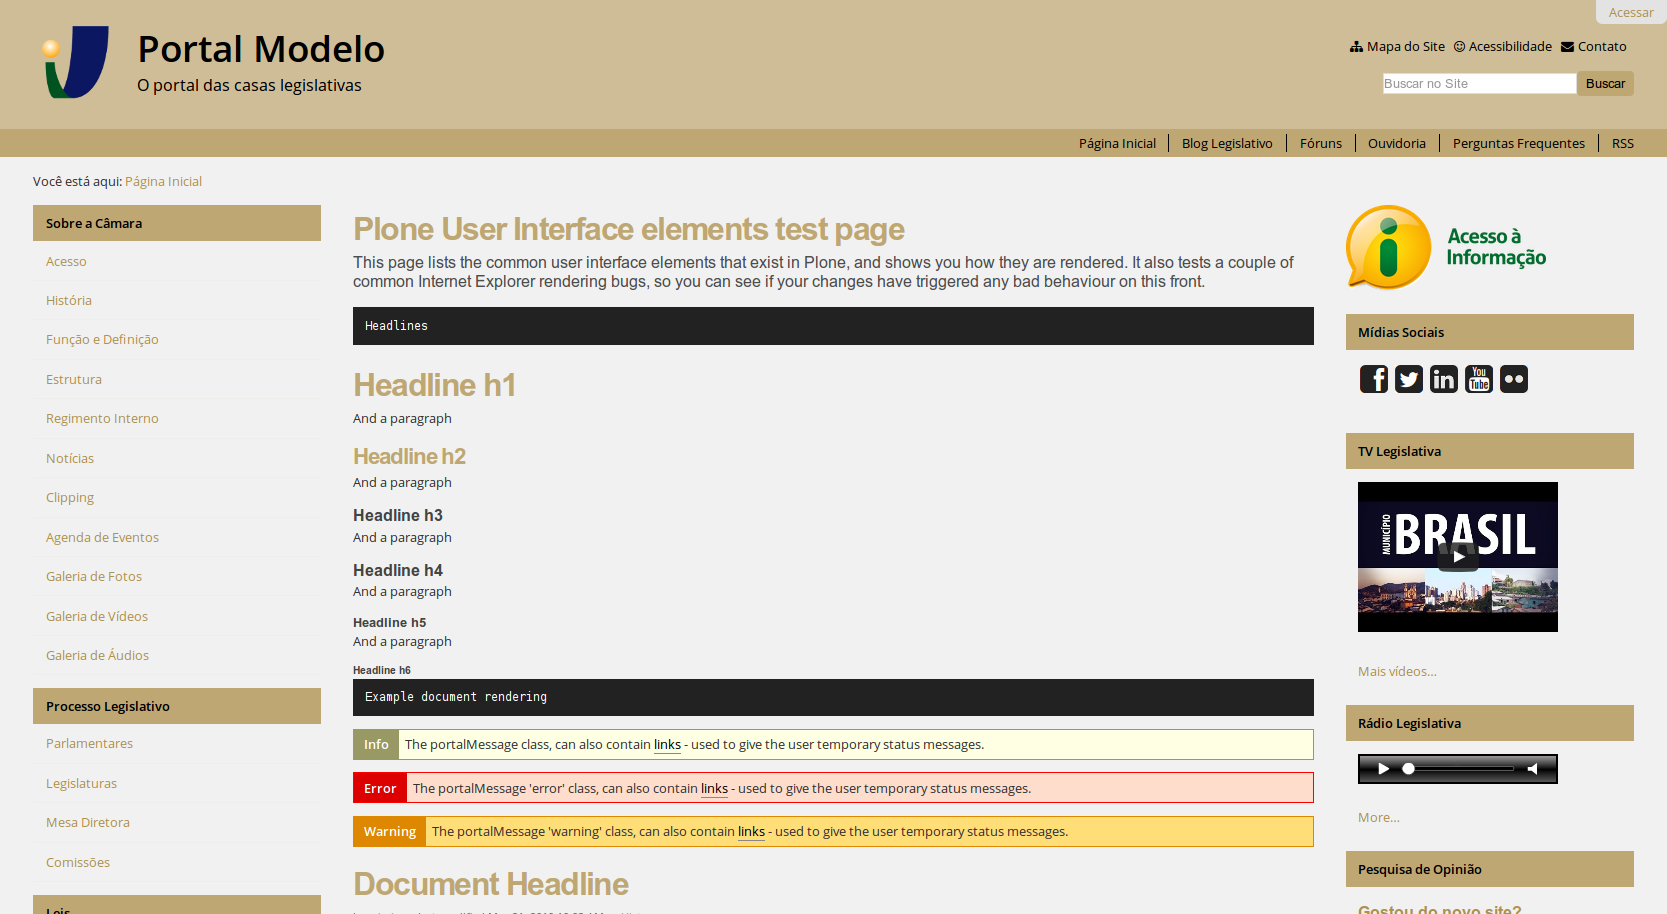 Acessar
Portal Modelo
O portal das casas legislativas
Mapa do Site Acessibilidade Contato
Buscar no Site Buscar
Página Inicial Blog Legislativo Fóruns Ouvidoria Perguntas Frequentes RSS
Você está aqui: Página Inicial
Sobre a Câmara
Acesso
História
Função e Definição
Estrutura
Regimento Interno
Notícias
Clipping
Agenda de Eventos
Galeria de Fotos
Galeria de Vídeos
Galeria de Áudios
Processo Legislativo
Parlamentares
Legislaturas
Mesa Diretora
Comissões
Leis
Plone User Interface elements test page
This page lists the common user interface elements that exist in Plone, and shows you how they are rendered. It also tests a couple of
common Internet Explorer rendering bugs, so you can see if your changes have triggered any bad behaviour on this front.
Headlines
Headline h1
And a paragraph
Headline h2
And a paragraph
Headline h3
And a paragraph
Headline h4
And a paragraph
Headline h5
And a paragraph
Headline h6
Example document rendering
Info The portalMessage class, can also contain links - used to give the user temporary status messages.
Error The portalMessage 'error' class, can also contain links - used to give the user temporary status messages.
Warning The portalMessage 'warning' class, can also contain links - used to give the user temporary status messages.
Document Headline
Acesso à
Informação
Mídias Sociais
You
Tube
TV Legislativa
MUNICÍPIO
BRASIL
Mais vídeos...
Rádio Legislativa
More...
Pesquisa de Opinião
Gostou do novo site?